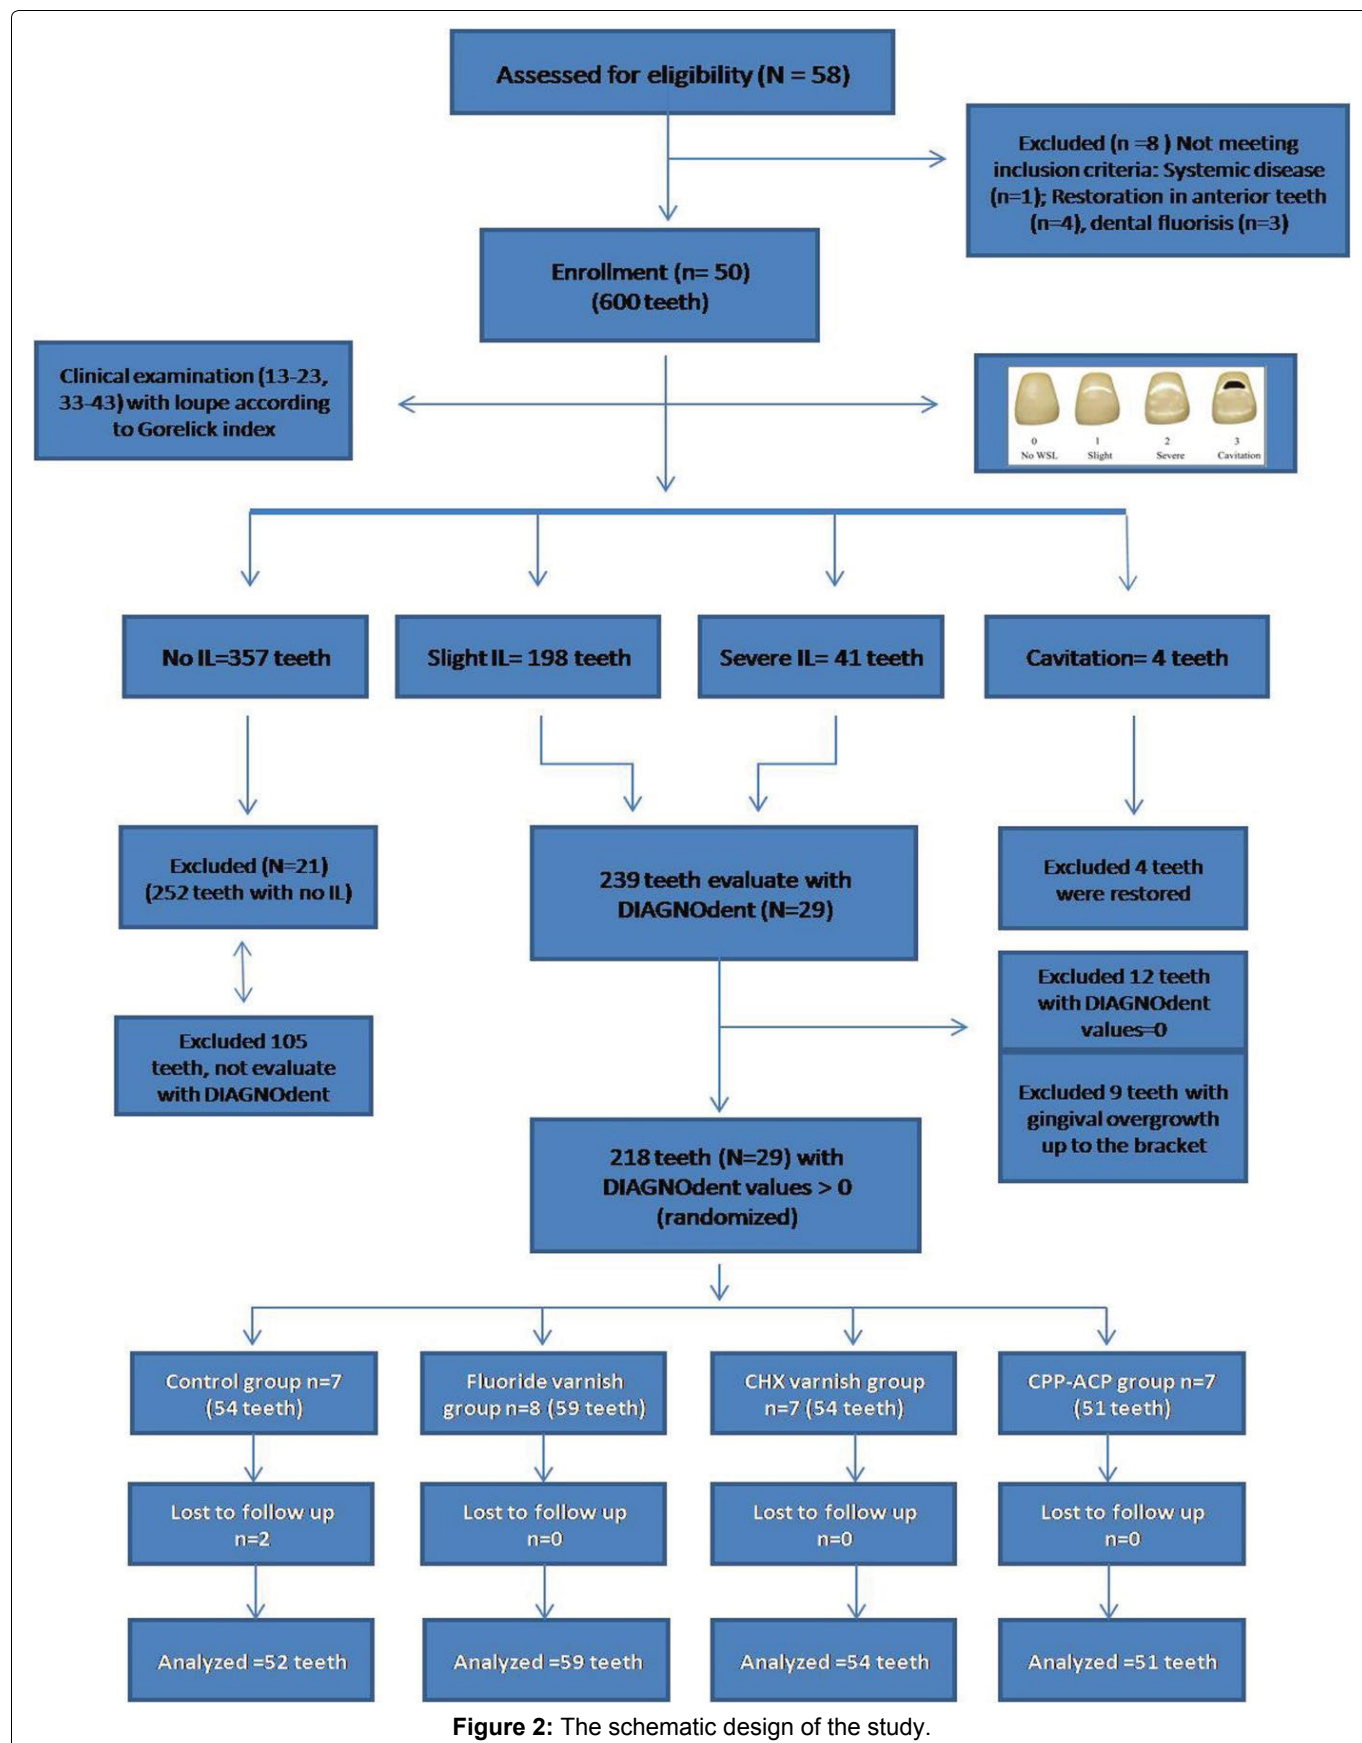 Assessed for eligibility (N = 58)
Excluded (n =8 ) Not meeting
inclusion criteria: Systemic disease
(n=1); Restoration in anterior teeth
(n=4), dental fluorisis (n=3)
Enrollment (n= 50)
(600 teeth)
Clinical examination (13-23,
33-43) with loupe according
to Gorelick index
0 1 2 3
No WSL Slight Severe Cavitation
No IL=357 teeth
Slight IL= 198 teeth
Severe IL= 41 teeth
Cavitation= 4 teeth
Excluded (N=21)
(252 teeth with no IL)
239 teeth evaluate with
DIAGNOdent (N=29)
Excluded 4 teeth
were restored
Excluded 105
teeth, not evaluate
with DIAGNOdent
Excluded 12 teeth
with DIAGNOdent
values=0
Excluded 9 teeth with
gingival overgrowth
up to the bracket
218 teeth (N=29) with
DIAGNOdent values > 0
(randomized)
Control group n=7
(54 teeth)
Fluoride varnish
group n=8 (59 teeth)
CHX varnish group
n=7 (54 teeth)
CPP-ACP group n=7
(51 teeth)
Lost to follow up
n=2
Lost to follow up
n=0
Lost to follow up
n=0
Lost to follow up
n=0
Analyzed =52 teeth
Analyzed =59 teeth
Analyzed =54 teeth
Analyzed =51 teeth
Figure 2: The schematic design of the study.